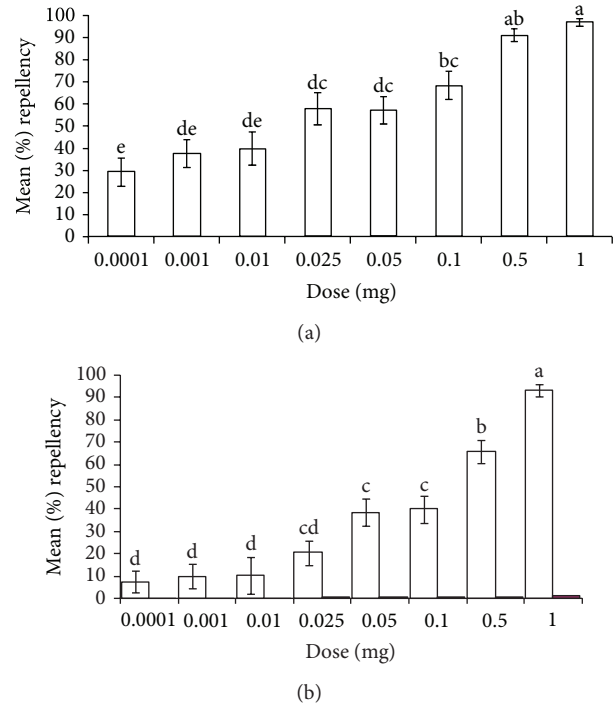 Mean (%) repellency
100
90
80
70
60
50
40
30
20
10
0
e
de
de
dc
dc
bc
ab
a
0.0001 0.001 0.01 0.025 0.05 0.1 0.5 1
Dose (mg)
(a)
Mean (%) repellency
100
90
80
70
60
50
40
30
20
10
0
d
d
d
cd
c
c
b
a
0.0001 0.001 0.01 0.025 0.05 0.1 0.5 1
Dose (mg)
(b)